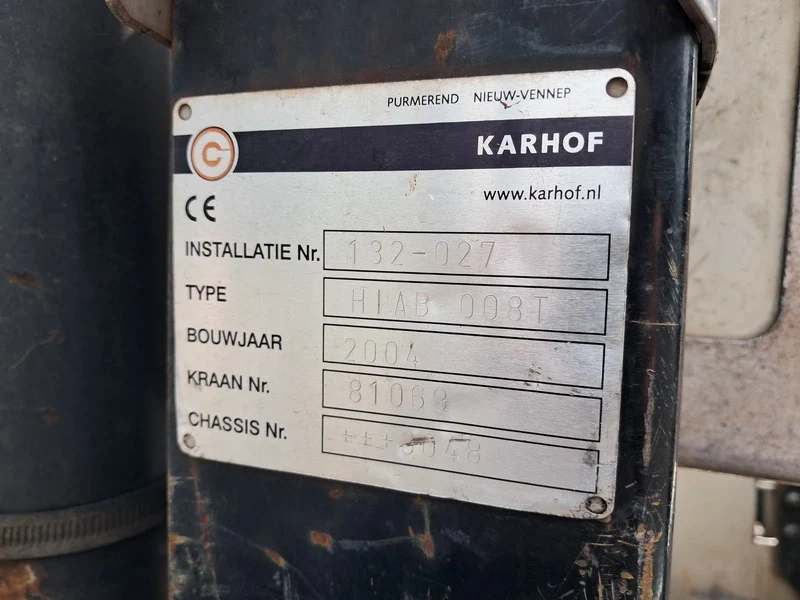 PURMEREND NIEUW-VENNEP
C KARHOF
www.karhof.nl
CE
INSTALLATIE Nr. 132-027
TYPE HIAB 008T
BOUWJAAR 2004
KRAAN Nr. 81069
CHASSIS Nr.